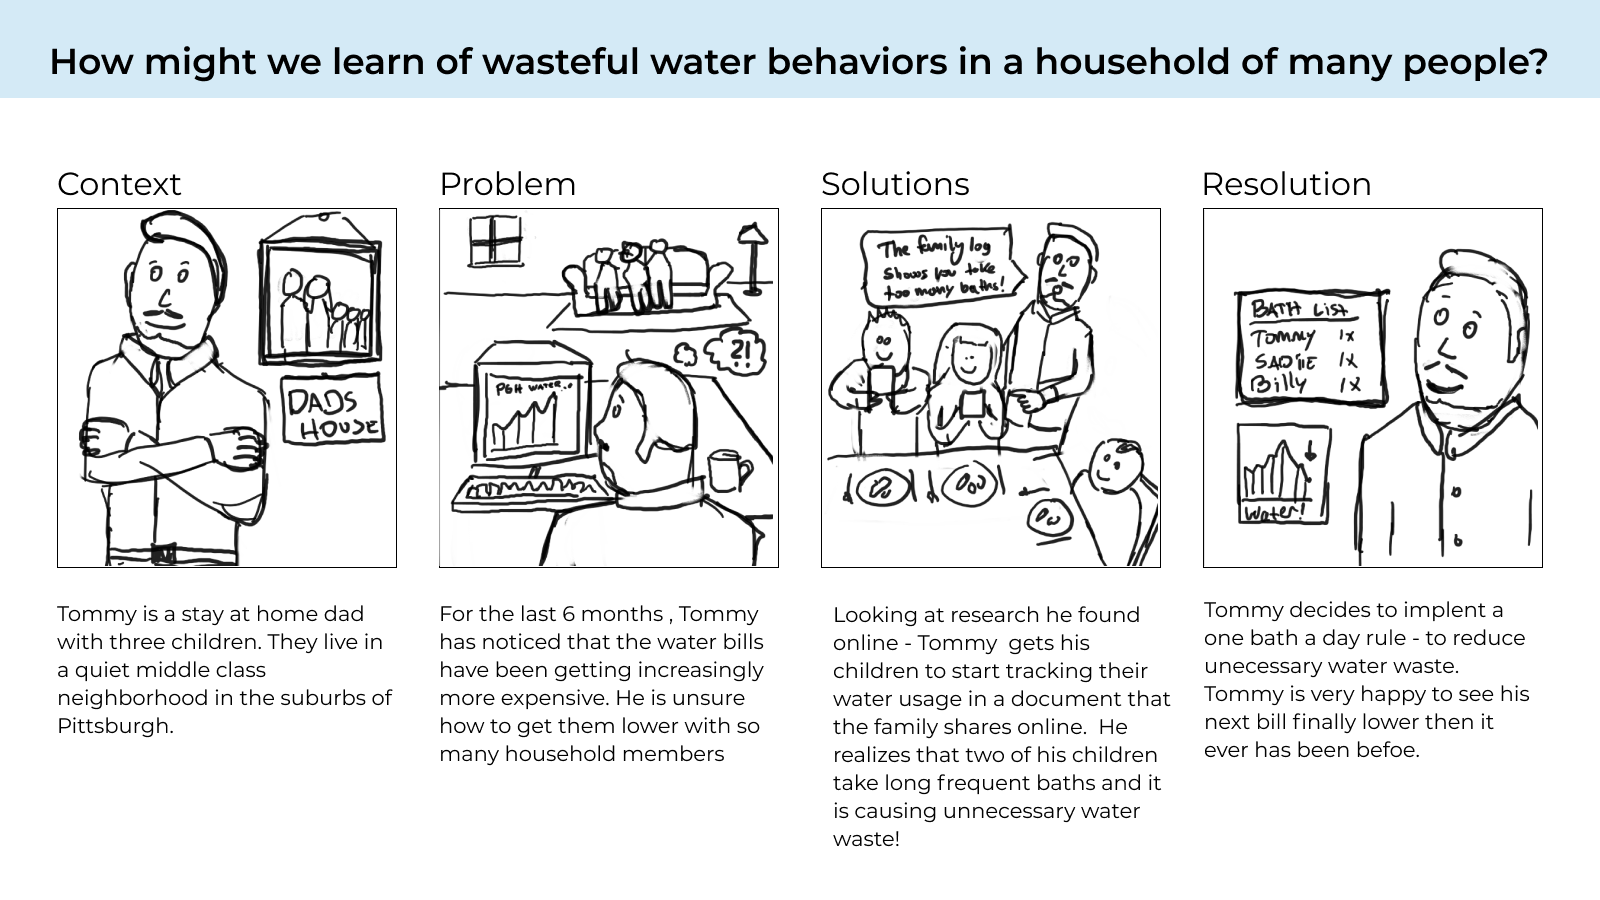 How might we learn of wasteful water behaviors in a household of many people?
Context
DADS
HOUSE
Tommy is a stay at home dad
with three children. They live in
a quiet middle class
neighborhood in the suburbs of
Pittsburgh.
Problem
2!
PGH WATER...
For the last 6 months , Tommy
has noticed that the water bills
have been getting increasingly
more expensive. He is unsure
how to get them lower with so
many household members
Solutions
The family log
shows you take
too many baths!
Looking at research he found
online - Tommy  gets his
children to start tracking their
water usage in a document that
the family shares online.  He
realizes that two of his children
take long frequent baths and it
is causing unnecessary water
waste!
Resolution
BATH LIST
Tommy 1x
SADIIE 1x
Billy 1x
Water!
Tommy decides to implent a
one bath a day rule - to reduce
unecessary water waste.
Tommy is very happy to see his
next bill finally lower then it
ever has been befoe.